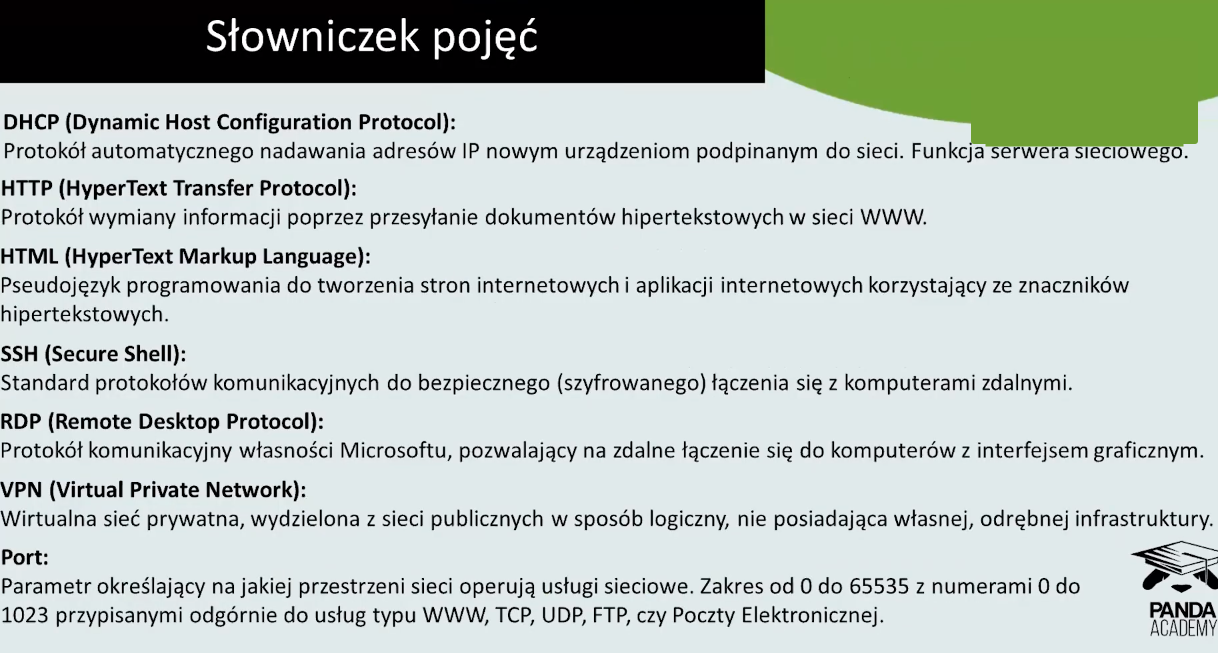 Słowniczek pojęć
DHCP (Dynamic Host Configuration Protocol):
Protokół automatycznego nadawania adresów IP nowym urządzeniom podpinanym do sieci. Funkcja serwera sieciowego.
HTTP (HyperText Transfer Protocol):
Protokół wymiany informacji poprzez przesyłanie dokumentów hipertekstowych w sieci WWW.
HTML (HyperText Markup Language):
Pseudojęzyk programowania do tworzenia stron internetowych i aplikacji internetowych korzystający ze znaczników
hipertekstowych.
SSH (Secure Shell):
Standard protokołów komunikacyjnych do bezpiecznego (szyfrowanego) łączenia się z komputerami zdalnymi.
RDP (Remote Desktop Protocol):
Protokół komunikacyjny własności Microsoftu, pozwalający na zdalne łączenie się do komputerów z interfejsem graficznym.
VPN (Virtual Private Network):
Wirtualna sieć prywatna, wydzielona z sieci publicznych w sposób logiczny, nie posiadająca własnej, odrębnej infrastruktury.
Port:
Parametr określający na jakiej przestrzeni sieci operują usługi sieciowe. Zakres od 0 do 65535 z numerami 0 do
1023 przypisanymi odgórnie do usług typu WWW, TCP, UDP, FTP, czy Poczty Elektronicznej.
PANDA
ACADEMY